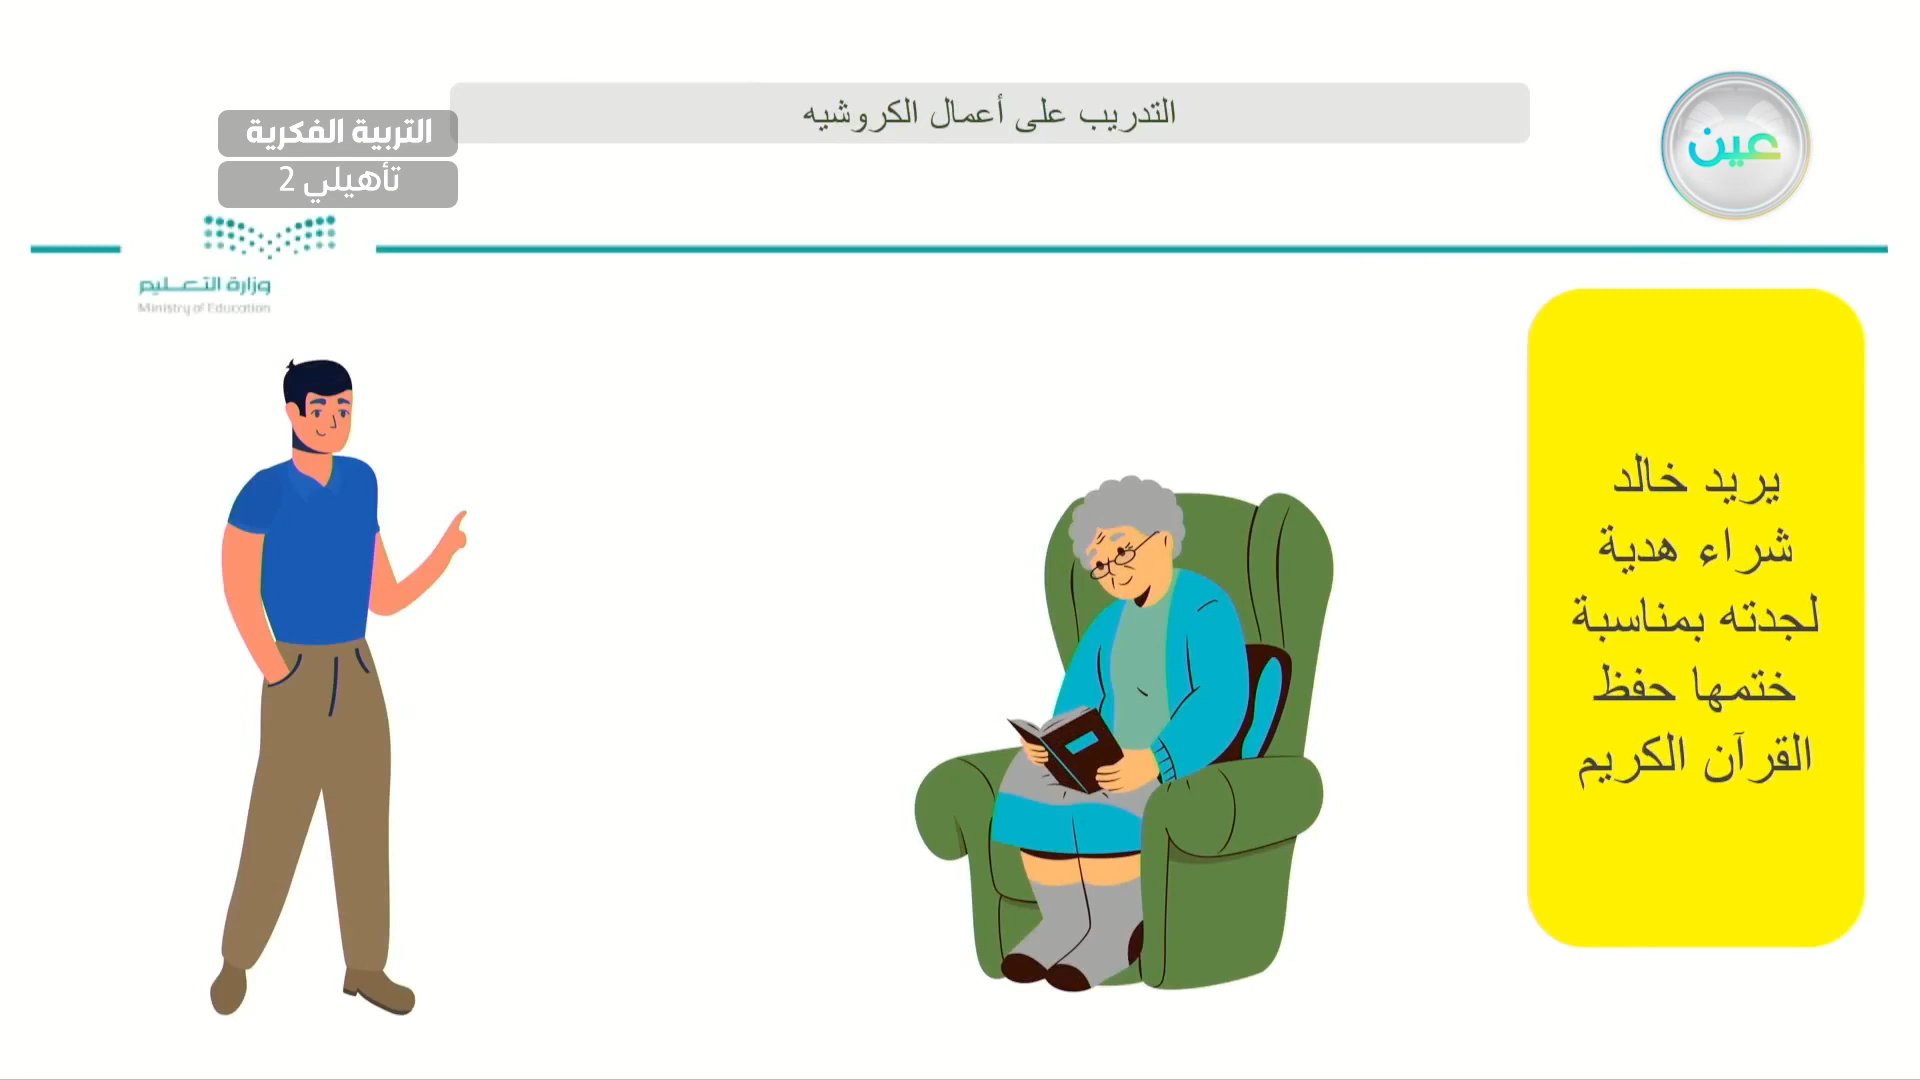 التدريب على أعمال الكروشيه
عين
التربية الفكرية
تأهيلي 2
وزارة التعـــليم
Ministry of Education
يريد خالد
شراء هدية
لجدته بمناسبة
ختمها حفظ
القرآن الكريم